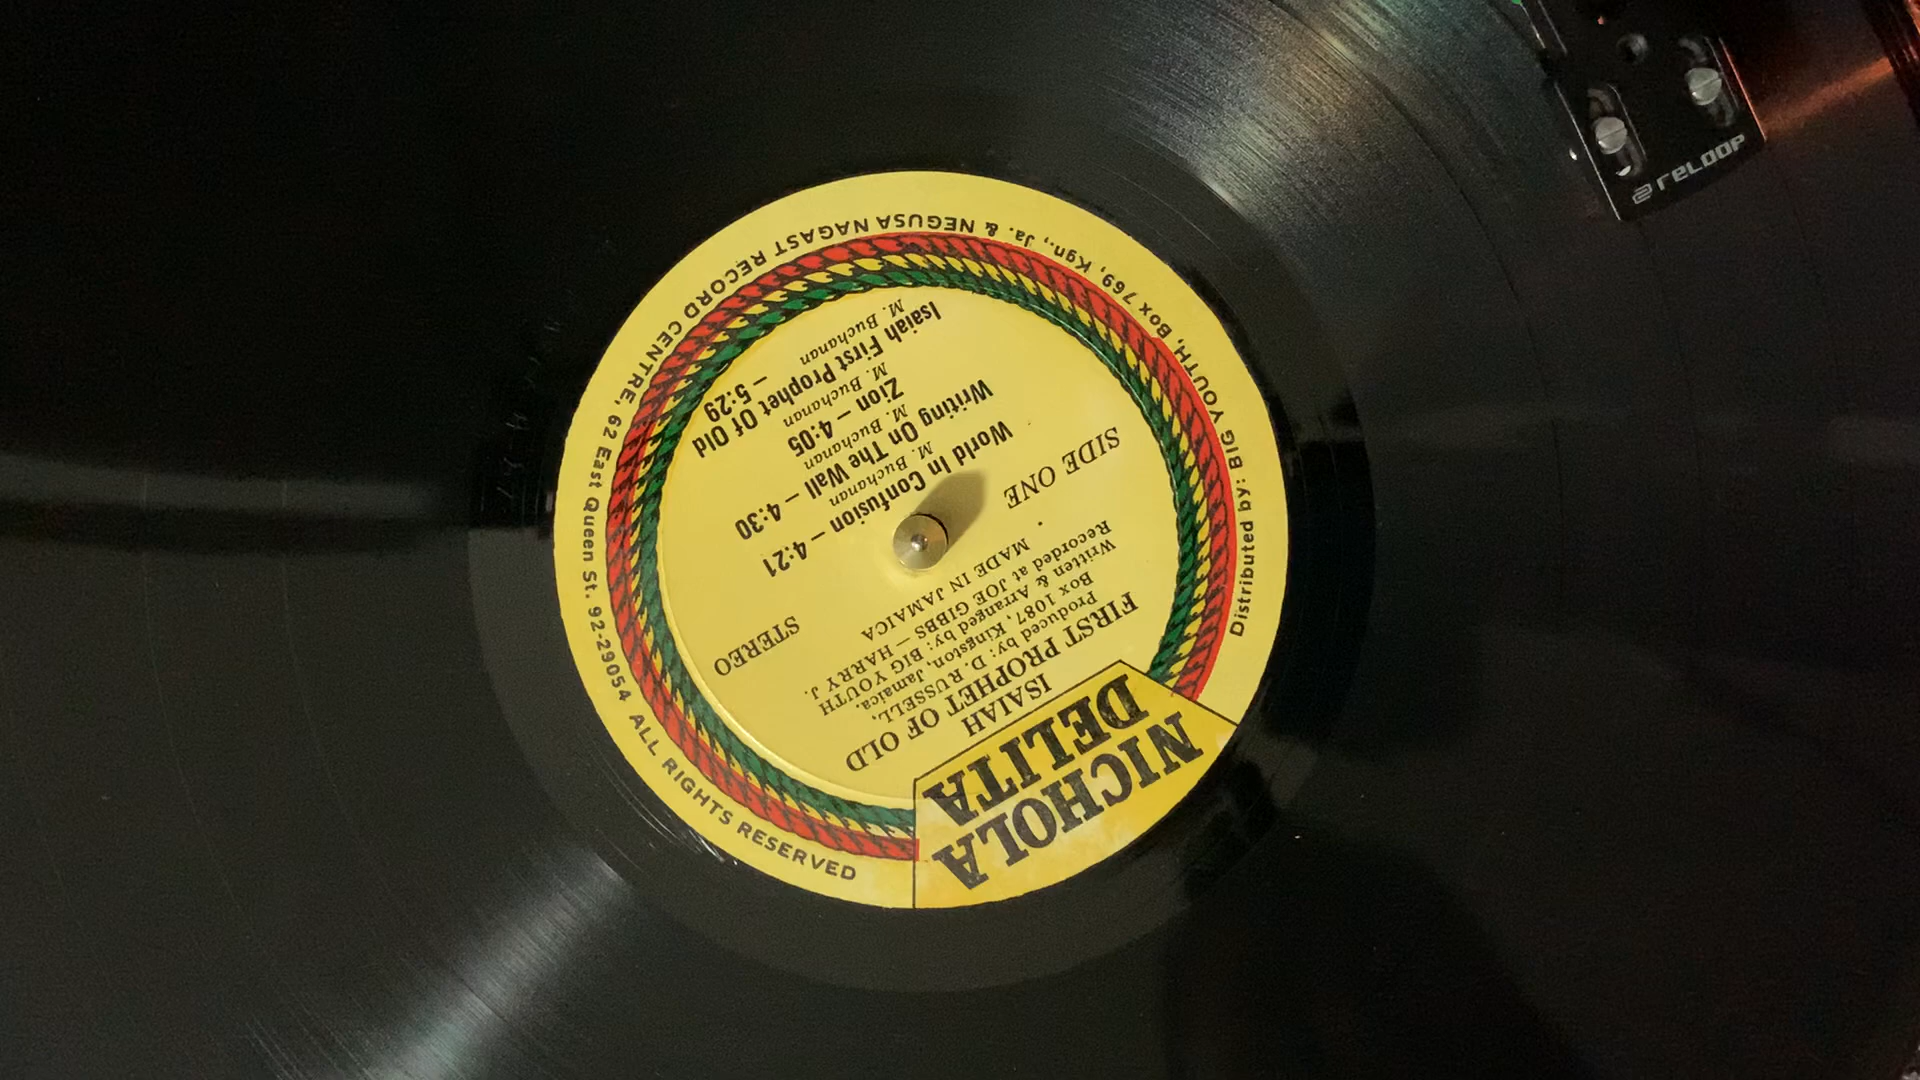 NICHOLA
DELITA
ISAIAH
FIRST PROPHET OF OLD
Produced by: D. RUSSELL,
Box 1087, Kingston, Jamaica.
Written & Arranged by: BIG YOUTH
Recorded at JOE GIBBS — HARRY J.
MADE IN JAMAICA
SIDE ONE
STEREO
World In Confusion — 4:21
M. Buchanan
Writing On The Wall — 4:30
M. Buchanan
Zion — 4:05
M. Buchanan
Isaiah First Prophet Of Old
— 5:29
M. Buchanan
Distributed by: BIG YOUTH, Box 769, Kgn., Ja. & NEGUSA NAGAST RECORD CENTRE, 62 East Queen St. 92-29054 ALL RIGHTS RESERVED
reloop